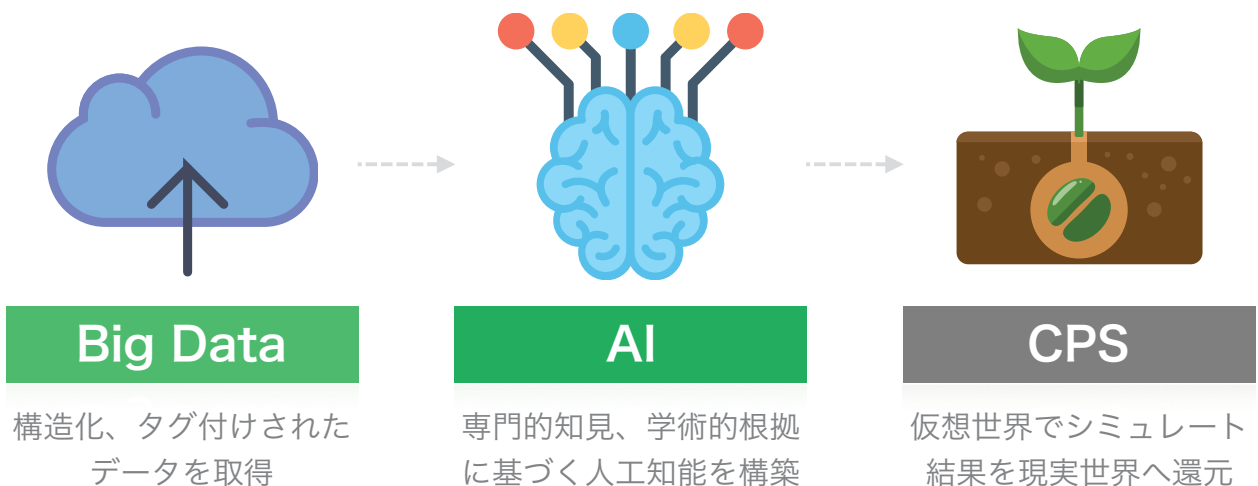 Big Data
構造化、タグ付けされた
データを取得
AI
専門的知見、学術的根拠
に基づく人工知能を構築
CPS
仮想世界でシミュレート
結果を現実世界へ還元